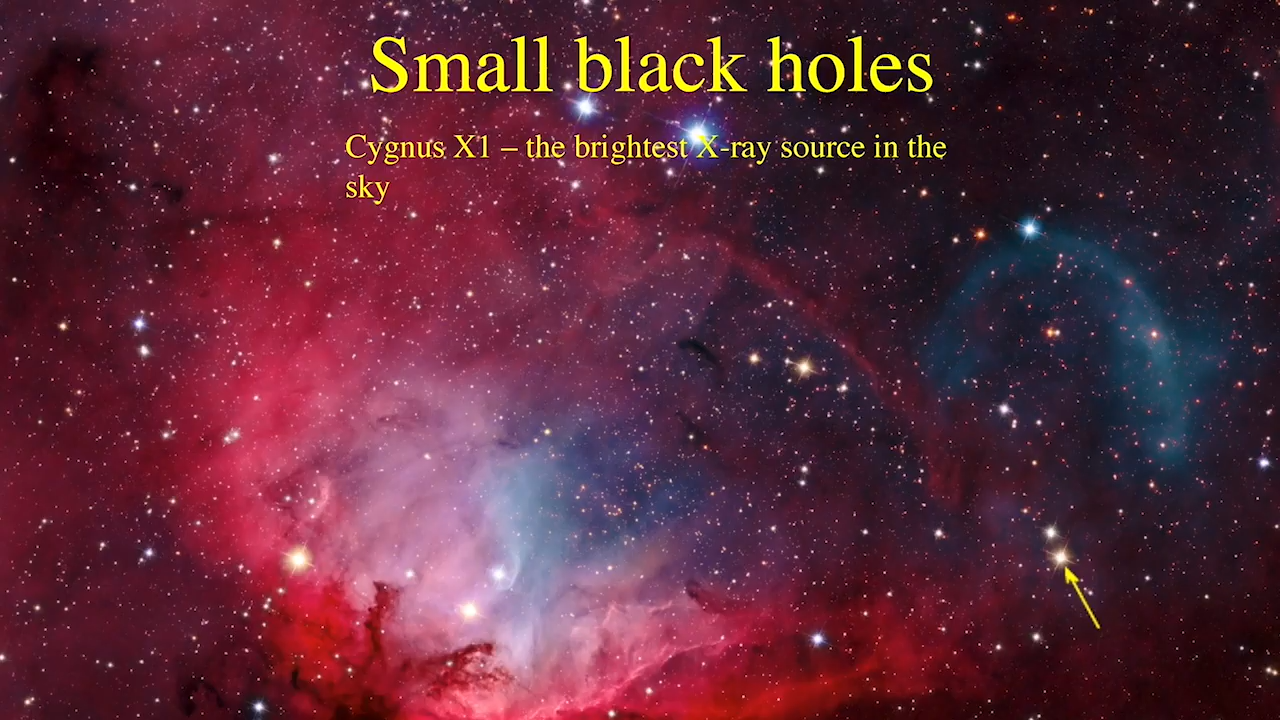 Small black holes
Cygnus X1 – the brightest X-ray source in the
sky